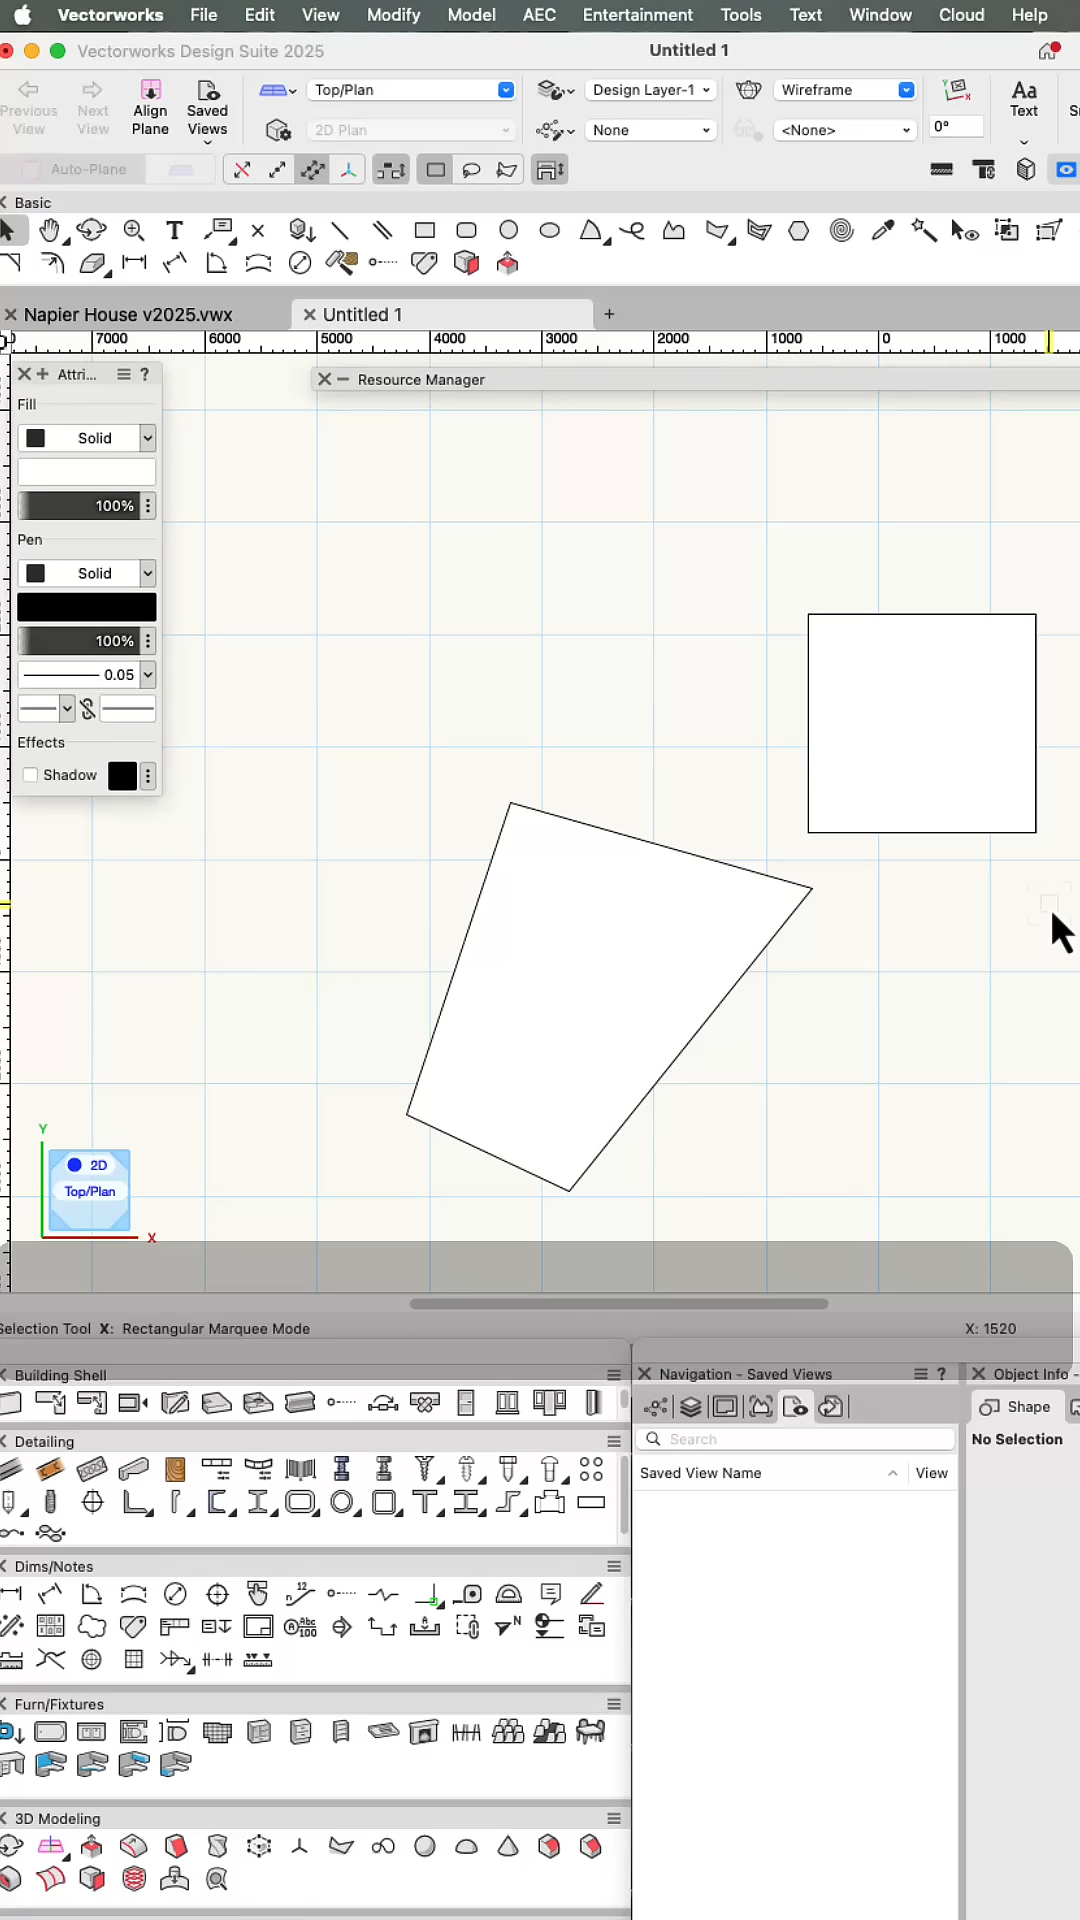 Vectorworks File Edit View Modify Model AEC Entertainment Tools Text Window Cloud Help
Vectorworks Design Suite 2025
Untitled 1
Previous View
Next View
Align Plane
Saved Views
Top/Plan
2D Plan
Design Layer-1
None
Wireframe
<None>
0°
Aa
Text
Auto-Plane
Basic
Napier House v2025.vwx
Untitled 1
7000 6000 5000 4000 3000 2000 1000 0 1000
Attri... ?
Resource Manager
Fill
Solid
100%
Pen
Solid
100%
0.05
Effects
Shadow
Y
2D
Top/Plan
X
Selection Tool X: Rectangular Marquee Mode
X: 1520
Building Shell
Detailing
Dims/Notes
Furn/Fixtures
3D Modeling
Navigation - Saved Views ?
Search
Saved View Name View
Object Info -
Shape
No Selection